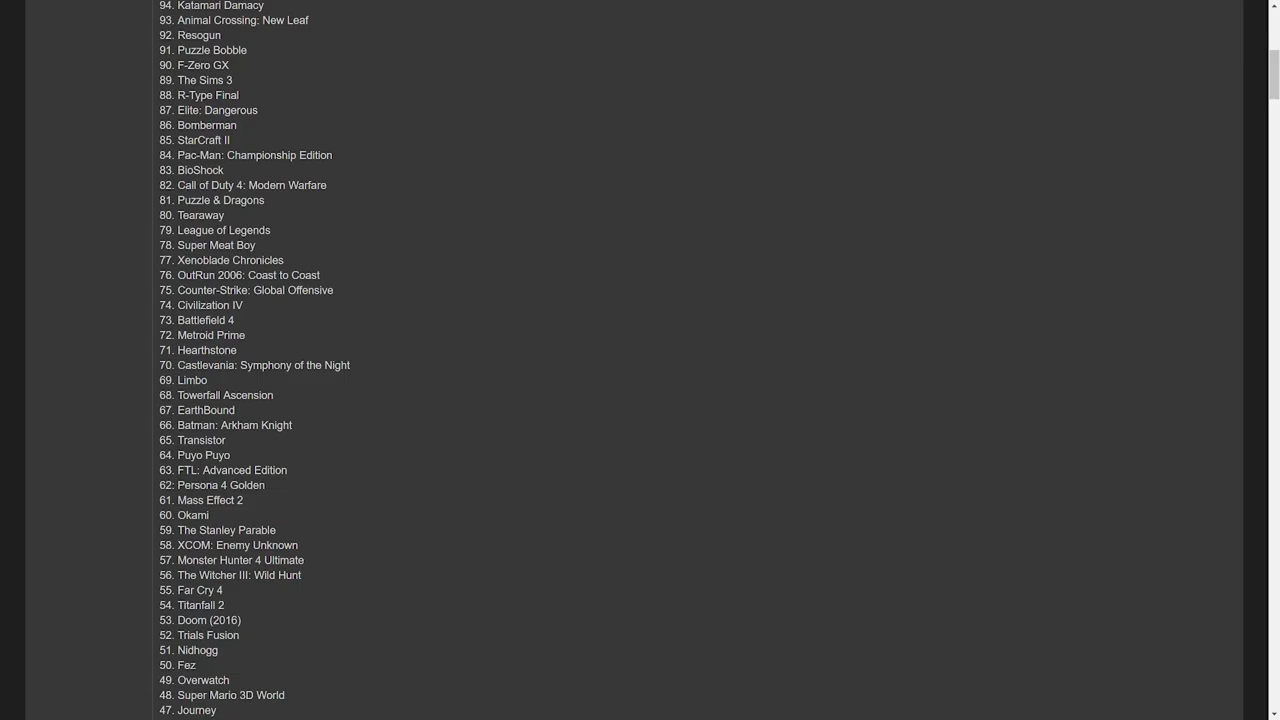 94. Katamari Damacy
93. Animal Crossing: New Leaf
92. Resogun
91. Puzzle Bobble
90. F-Zero GX
89. The Sims 3
88. R-Type Final
87. Elite: Dangerous
86. Bomberman
85. StarCraft II
84. Pac-Man: Championship Edition
83. BioShock
82. Call of Duty 4: Modern Warfare
81. Puzzle & Dragons
80. Tearaway
79. League of Legends
78. Super Meat Boy
77. Xenoblade Chronicles
76. OutRun 2006: Coast to Coast
75. Counter-Strike: Global Offensive
74. Civilization IV
73. Battlefield 4
72. Metroid Prime
71. Hearthstone
70. Castlevania: Symphony of the Night
69. Limbo
68. Towerfall Ascension
67. EarthBound
66. Batman: Arkham Knight
65. Transistor
64. Puyo Puyo
63. FTL: Advanced Edition
62: Persona 4 Golden
61. Mass Effect 2
60. Okami
59. The Stanley Parable
58. XCOM: Enemy Unknown
57. Monster Hunter 4 Ultimate
56. The Witcher III: Wild Hunt
55. Far Cry 4
54. Titanfall 2
53. Doom (2016)
52. Trials Fusion
51. Nidhogg
50. Fez
49. Overwatch
48. Super Mario 3D World
47. Journey